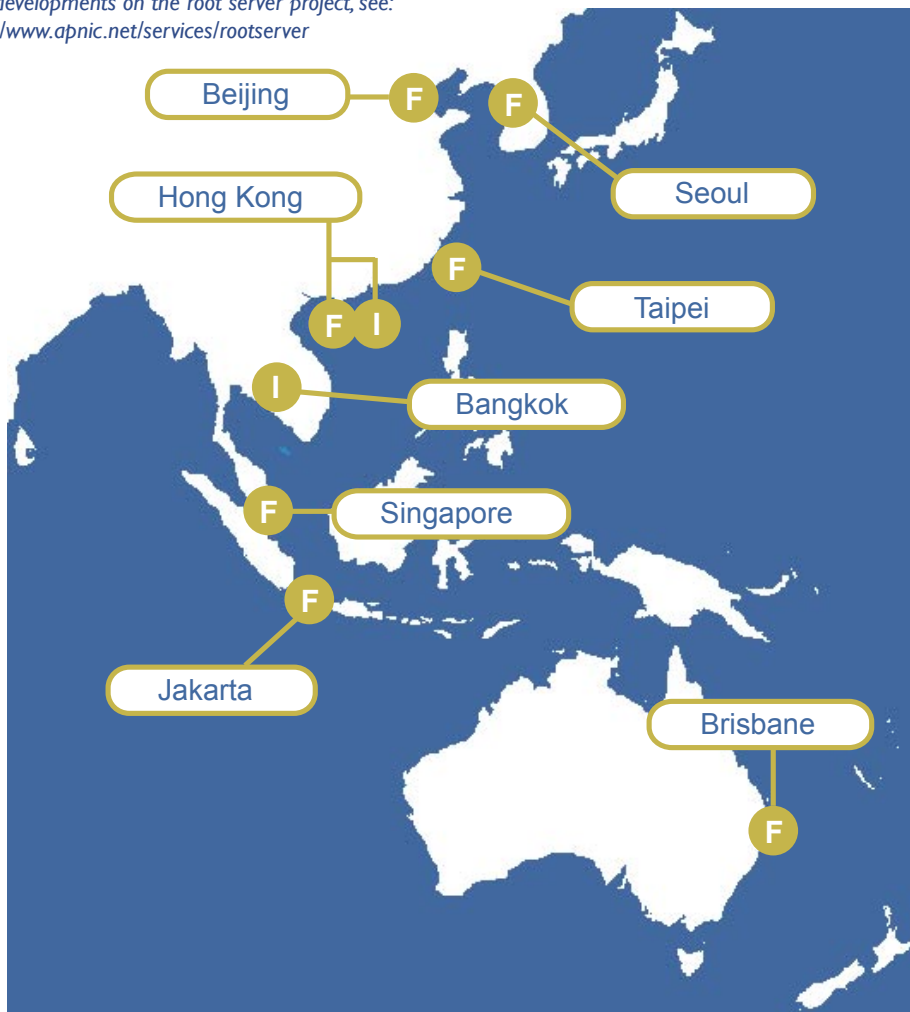 developments on the root server project, see:
/www.apnic.net/services/rootserver
Beijing
F
F
Seoul
Hong Kong
F
Taipei
F
I
I
Bangkok
F
Singapore
F
Jakarta
Brisbane
F